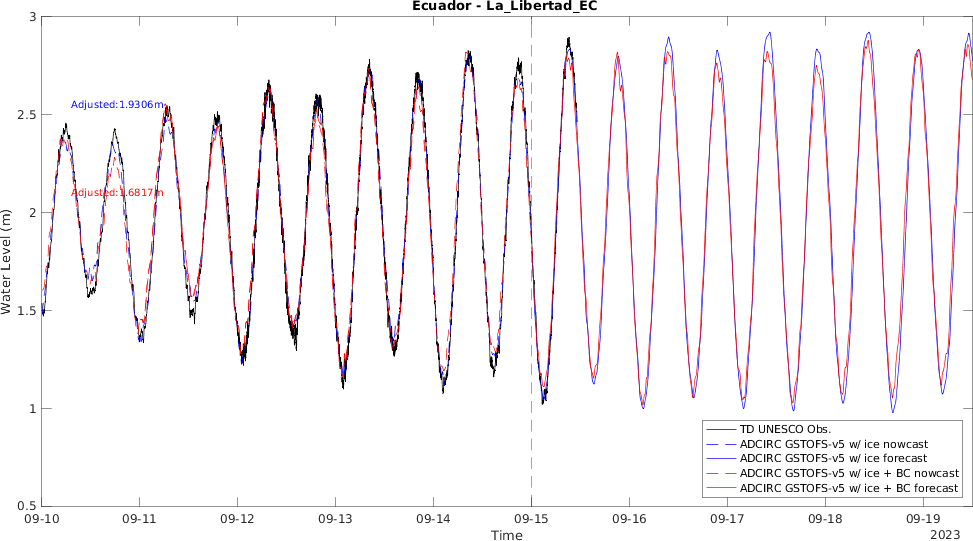 Ecuador - La_Libertad_EC
Water Level (m)
3
2.5
2
1.5
1
0.5
Adjusted:1.9306m
Adjusted:1.6817m
TD UNESCO Obs.
ADCIRC GSTOFS-v5 w/ ice nowcast
ADCIRC GSTOFS-v5 w/ ice forecast
ADCIRC GSTOFS-v5 w/ ice + BC nowcast
ADCIRC GSTOFS-v5 w/ ice + BC forecast
09-10 09-11 09-12 09-13 09-14 09-15 09-16 09-17 09-18 09-19
Time
2023